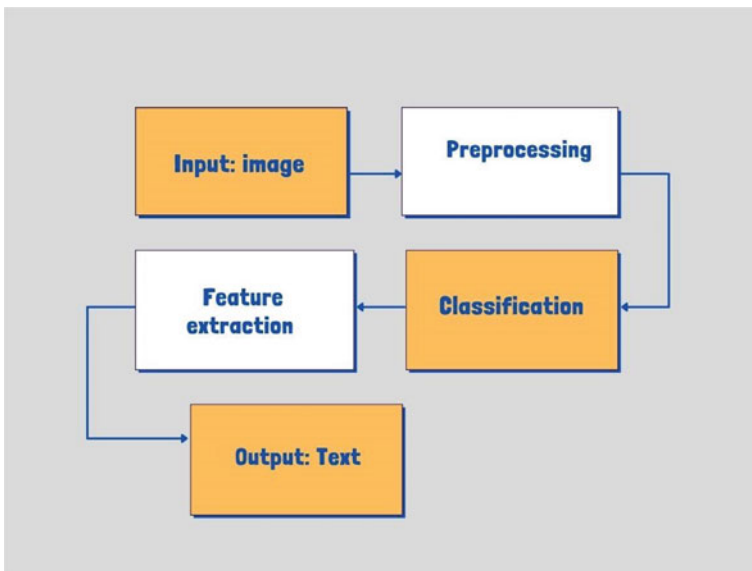 Input: image
Preprocessing
Classification
Feature
extraction
Output: Text